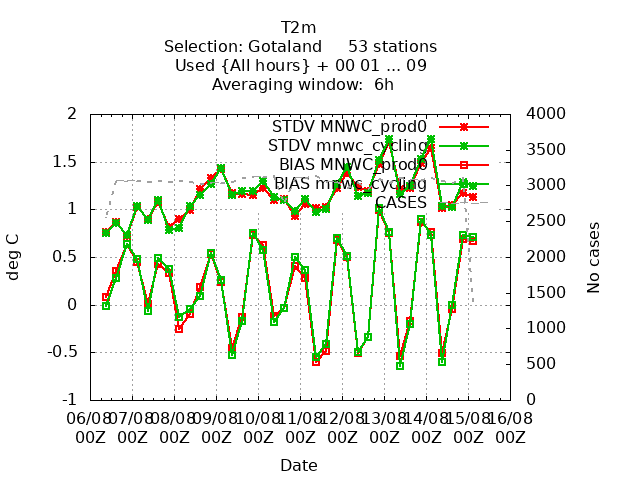 T2m
Selection: Gotaland 53 stations
Used {All hours} + 00 01 ... 09
Averaging window: 6h
STDV MNWC_prod0
STDV mnwc_cycling
BIAS MNWC_prod0
BIAS mnwc_cycling
CASES
deg C
2
1.5
1
0.5
0
-0.5
-1
No cases
4000
3500
3000
2500
2000
1500
1000
500
0
06/08 07/08 08/08 09/08 10/08 11/08 12/08 13/08 14/08 15/08 16/08
00Z 00Z 00Z 00Z 00Z 00Z 00Z 00Z 00Z 00Z 00Z
Date